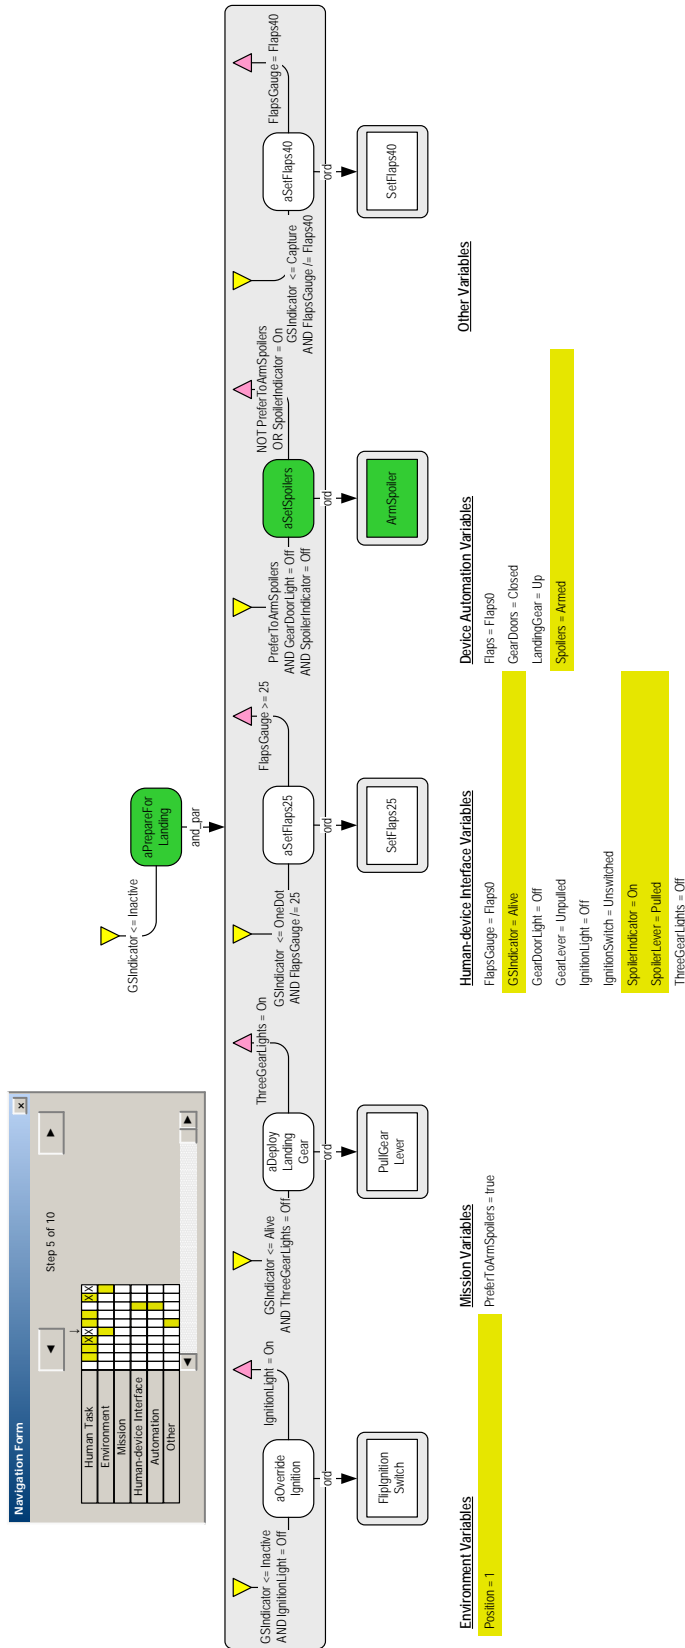 Navigation Form
x
Step 5 of 10
Human Task
X X X X
Environment
Mission
Human-device Interface
Automation
Other
GSIndicator <= Inactive
aPrepareFor
Landing
and_par
GSIndicator <= Inactive
AND IgnitionLight = Off
aOverride
Ignition
IgnitionLight = On
ord
FlipIgnition
Switch
GSIndicator <= Alive
AND ThreeGearLights = Off
aDeploy
Landing
Gear
ThreeGearLights = On
ord
PullGear
Lever
GSIndicator <= OneDot
AND FlapsGauge /= 25
aSetFlaps25
FlapsGauge >= 25
ord
SetFlaps25
PreferToArmSpoilers
AND GearDoorLight = Off
AND SpoilerIndicator = Off
aSetSpoilers
NOT PreferToArmSpoilers
OR SpoilerIndicator = On
ord
ArmSpoiler
GSIndicator <= Capture
AND FlapsGauge /= Flaps40
aSetFlaps40
FlapsGauge = Flaps40
ord
SetFlaps40
Environment Variables
Position = 1
Mission Variables
PreferToArmSpoilers = true
Human-device Interface Variables
FlapsGauge = Flaps0
GSIndicator = Alive
GearDoorLight = Off
GearLever = Unpulled
IgnitionLight = Off
IgnitionSwitch = Unswitched
SpoilerIndicator = On
SpoilerLever = Pulled
ThreeGearLights = Off
Device Automation Variables
Flaps = Flaps0
GearDoors = Closed
LandingGear = Up
Spoilers = Armed
Other Variables